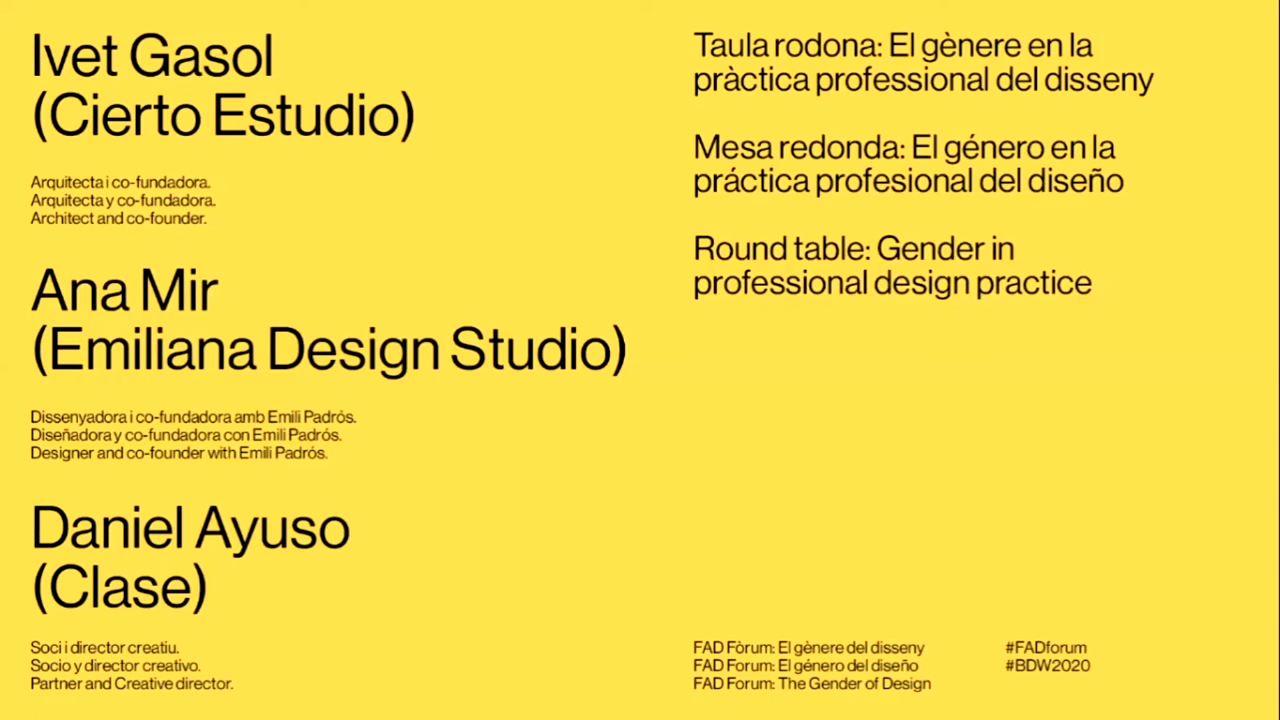 Ivet Gasol
(Cierto Estudio)
Arquitecta i co-fundadora.
Arquitecta y co-fundadora.
Architect and co-founder.
Ana Mir
(Emiliana Design Studio)
Dissenyadora i co-fundadora amb Emili Padrós.
Diseñadora y co-fundadora con Emili Padrós.
Designer and co-founder with Emili Padrós.
Daniel Ayuso
(Clase)
Soci i director creatiu.
Socio y director creativo.
Partner and Creative director.
Taula rodona: El gènere en la
pràctica professional del disseny
Mesa redonda: El género en la
práctica profesional del diseño
Round table: Gender in
professional design practice
FAD Fòrum: El gènere del disseny
FAD Forum: El género del diseño
FAD Forum: The Gender of Design
#FADforum
#BDW2020